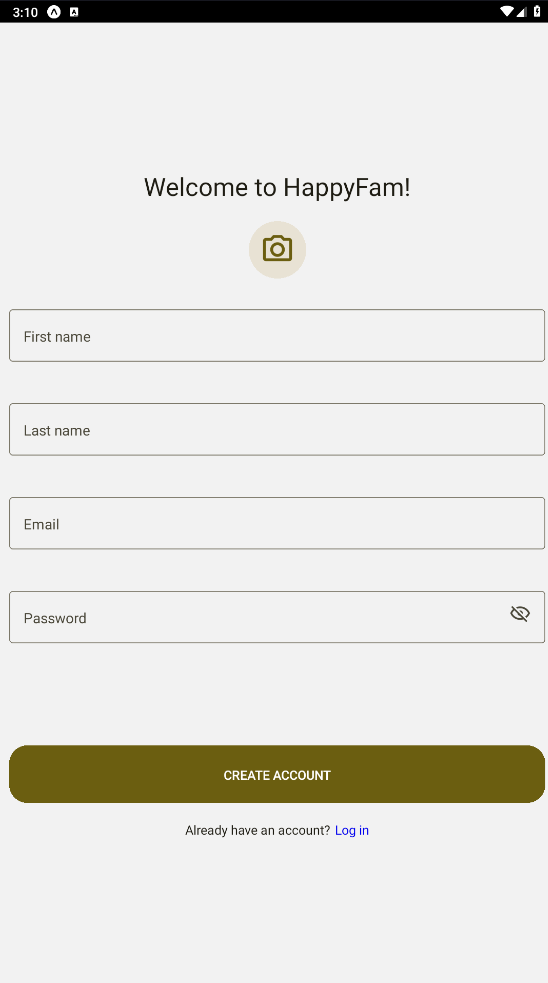 3:10
Welcome to HappyFam!
First name
Last name
Email
Password
CREATE ACCOUNT
Already have an account? Log in